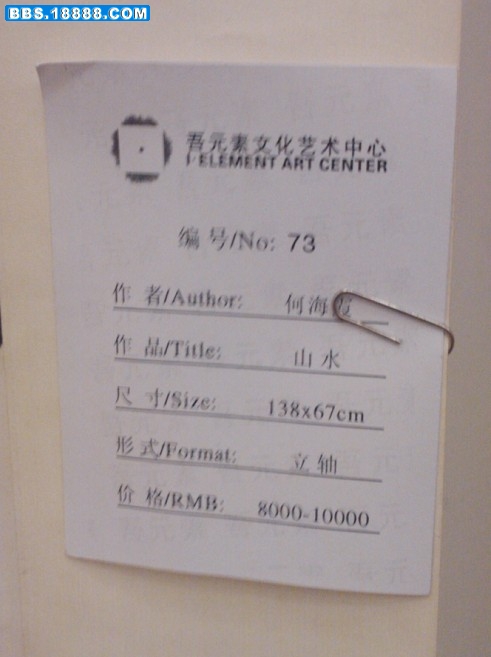 BBS.18888.COM
吾元素文化艺术中心
I-ELEMENT ART CENTER
编 号/No: 73
作 者/Author: 何海
作 品/Title: 山水
尺 寸/Size: 138x67cm
形 式/Format: 立轴
价 格/RMB: 8000-10000